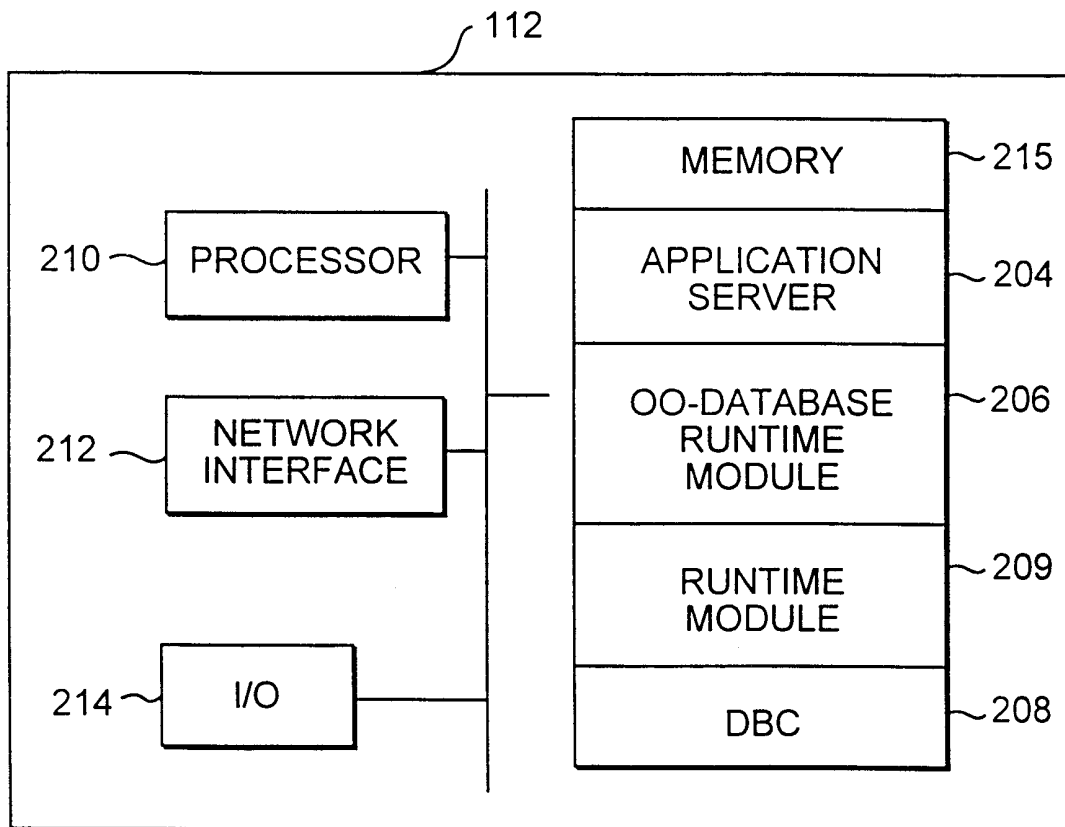 112
MEMORY
215
210
PROCESSOR
APPLICATION
SERVER
204
212
NETWORK
INTERFACE
OO-DATABASE
RUNTIME
MODULE
206
RUNTIME
MODULE
209
214
I/O
DBC
208